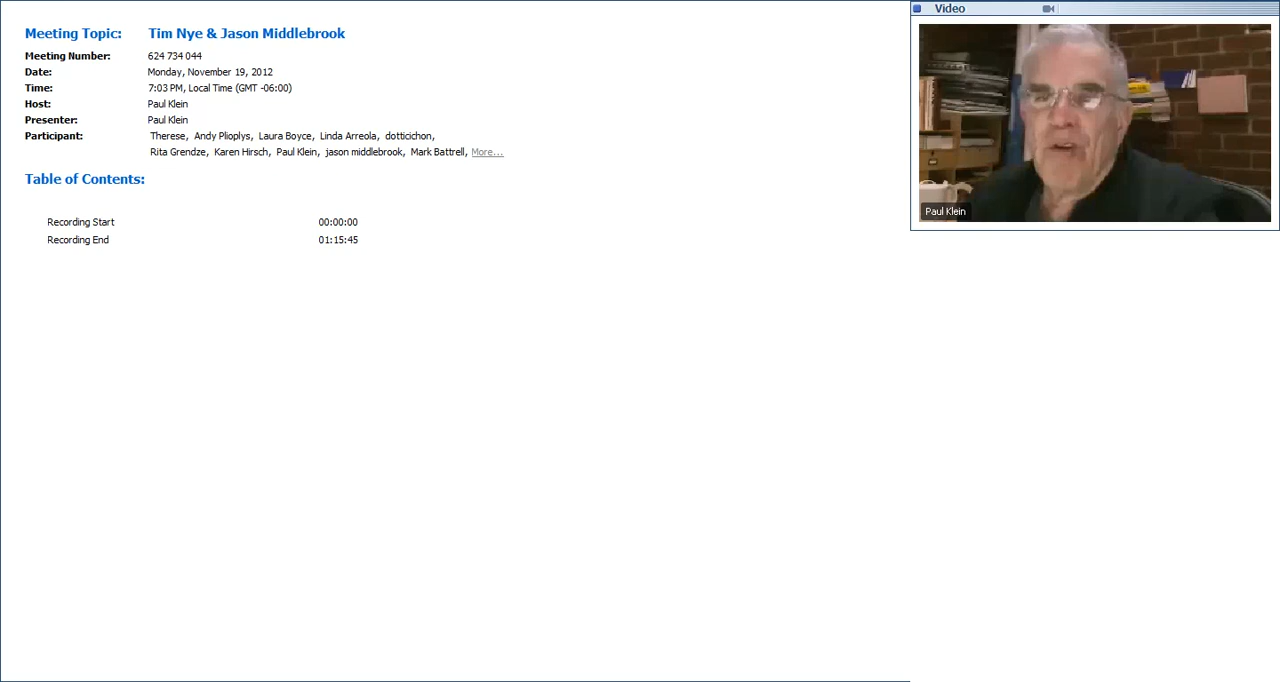 Meeting Topic: Tim Nye & Jason Middlebrook
Meeting Number: 624 734 044
Date: Monday, November 19, 2012
Time: 7:03 PM, Local Time (GMT -06:00)
Host: Paul Klein
Presenter: Paul Klein
Participant: Therese, Andy Plioplys, Laura Boyce, Linda Arreola, dotticichon,
Rita Grendze, Karen Hirsch, Paul Klein, jason middlebrook, Mark Battrell, More...
Table of Contents:
Recording Start 00:00:00
Recording End 01:15:45
Video
Paul Klein